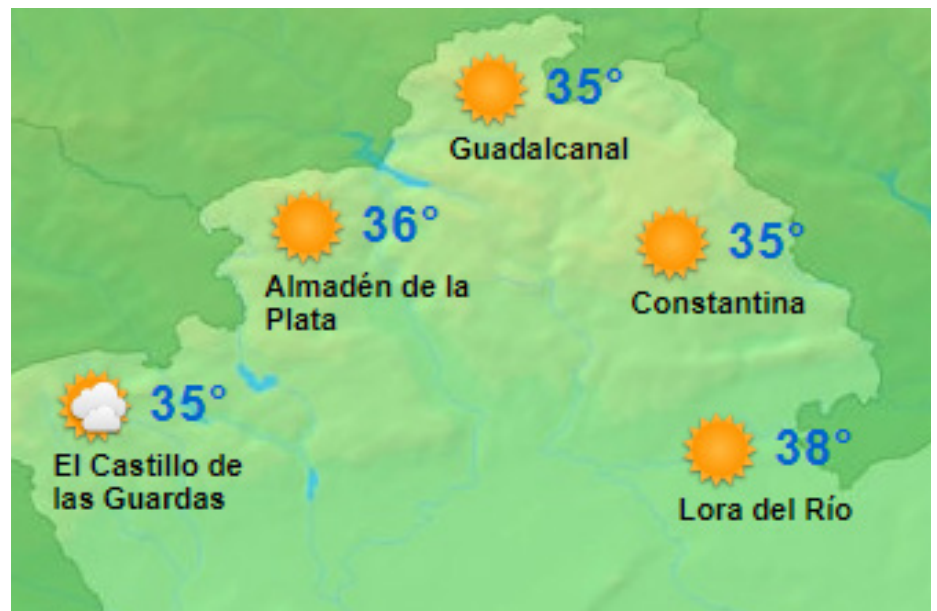 35°
Guadalcanal
36°
Almadén de la
Plata
35°
Constantina
35°
El Castillo de
las Guardas
38°
Lora del Río